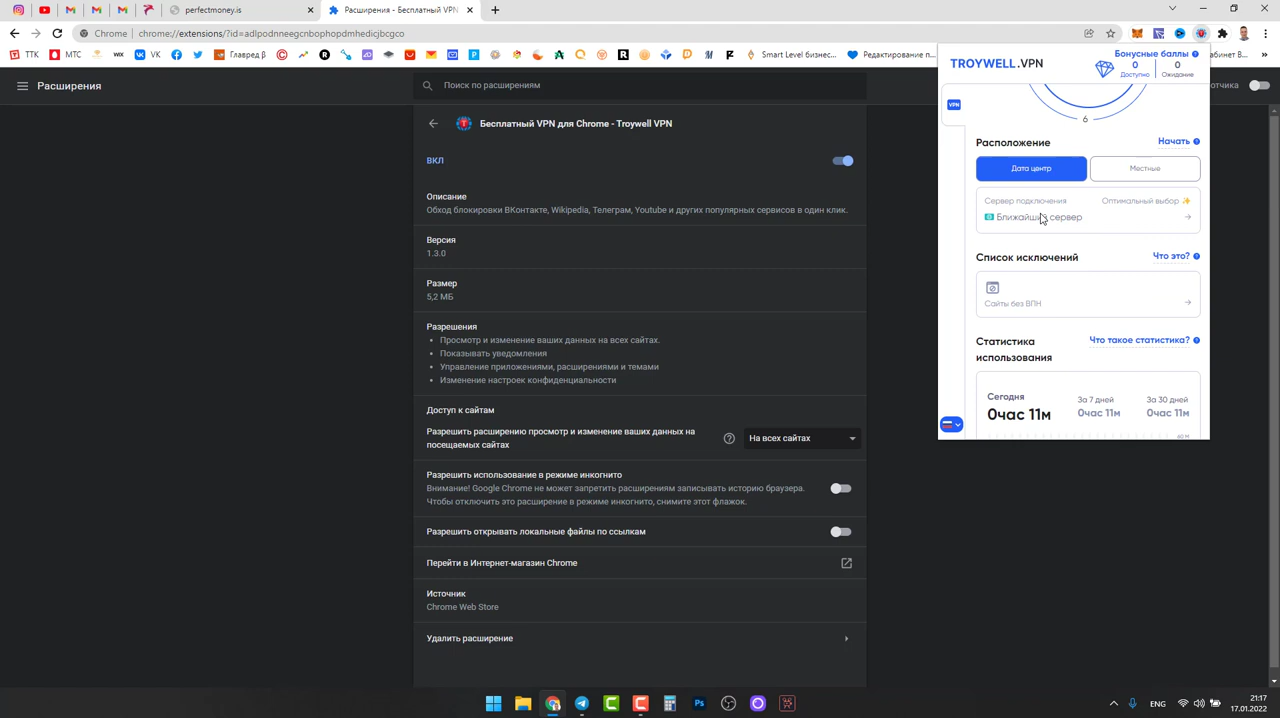 perfectmoney.is
Расширения - Бесплатный VPN
Chrome | chrome://extensions/?id=adlpodnneegcnbophopdmhedicjbcgco
ТТК
МТС
WIX
VK
Главред β
Smart Level бизнес...
Редактирование п...
абинет В...
Расширения
Поиск по расширениям
отчика
Бесплатный VPN для Chrome - Troywell VPN
ВКЛ
Описание
Обход блокировки ВКонтакте, Wikipedia, Телеграм, Youtube и других популярных сервисов в один клик.
Версия
1.3.0
Размер
5,2 МБ
Разрешения
• Просмотр и изменение ваших данных на всех сайтах.
• Показывать уведомления
• Управление приложениями, расширениями и темами
• Изменение настроек конфиденциальности
Доступ к сайтам
Разрешить расширению просмотр и изменение ваших данных на
посещаемых сайтах
На всех сайтах
Разрешить использование в режиме инкогнито
Внимание! Google Chrome не может запретить расширениям записывать историю браузера.
Чтобы отключить это расширение в режиме инкогнито, снимите этот флажок.
Разрешить открывать локальные файлы по ссылкам
Перейти в Интернет-магазин Chrome
Источник
Chrome Web Store
Удалить расширение
TROYWELL.VPN
Бонусные баллы
0
Доступно
0
Ожидание
VPN
6
Расположение
Начать
Дата центр
Местные
Сервер подключения
Оптимальный выбор ✨
Ближайший сервер
Список исключений
Что это?
Сайты без ВПН
Статистика
использования
Что такое статистика?
Сегодня
0час 11м
За 7 дней
0час 11м
За 30 дней
0час 11м
Ps
ENG
21:17
17.01.2022